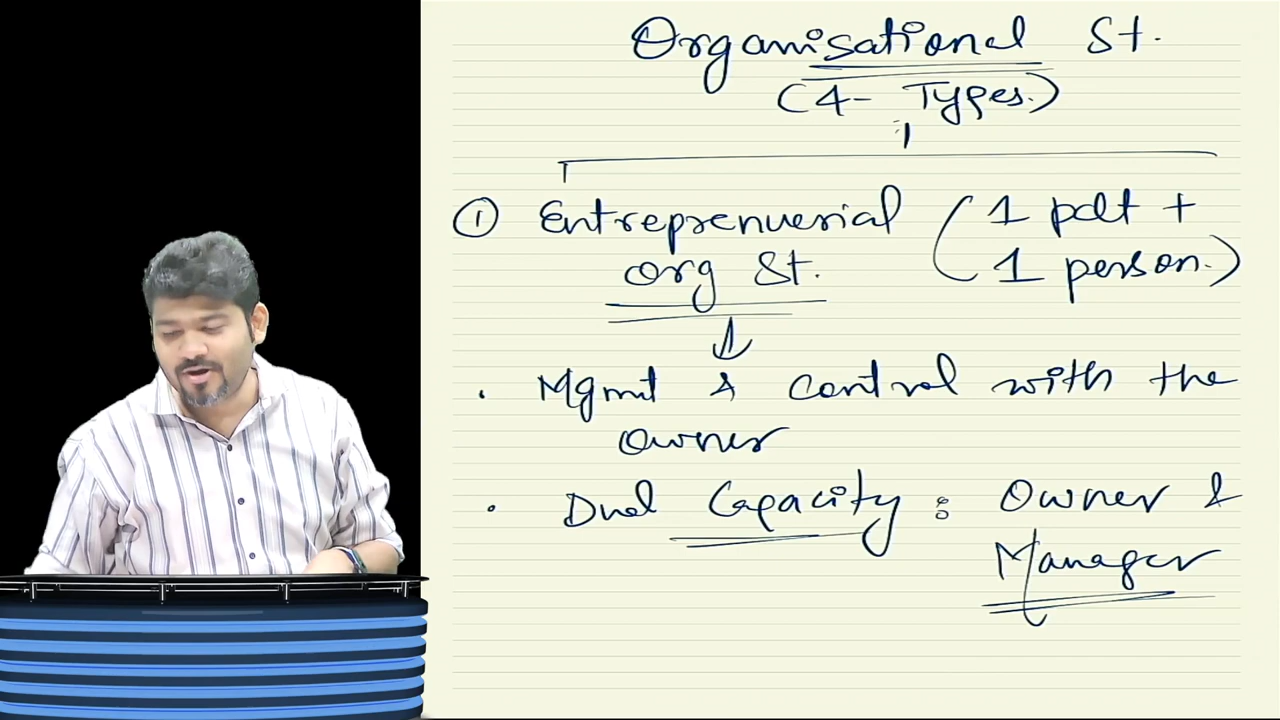 Organisational St.
(4- Types.)
① Entreprenuerial (1 pdt +
org St. 1 person.)
• Mgmt & control with the
owner
• Dual Capacity : Owner &
Manager